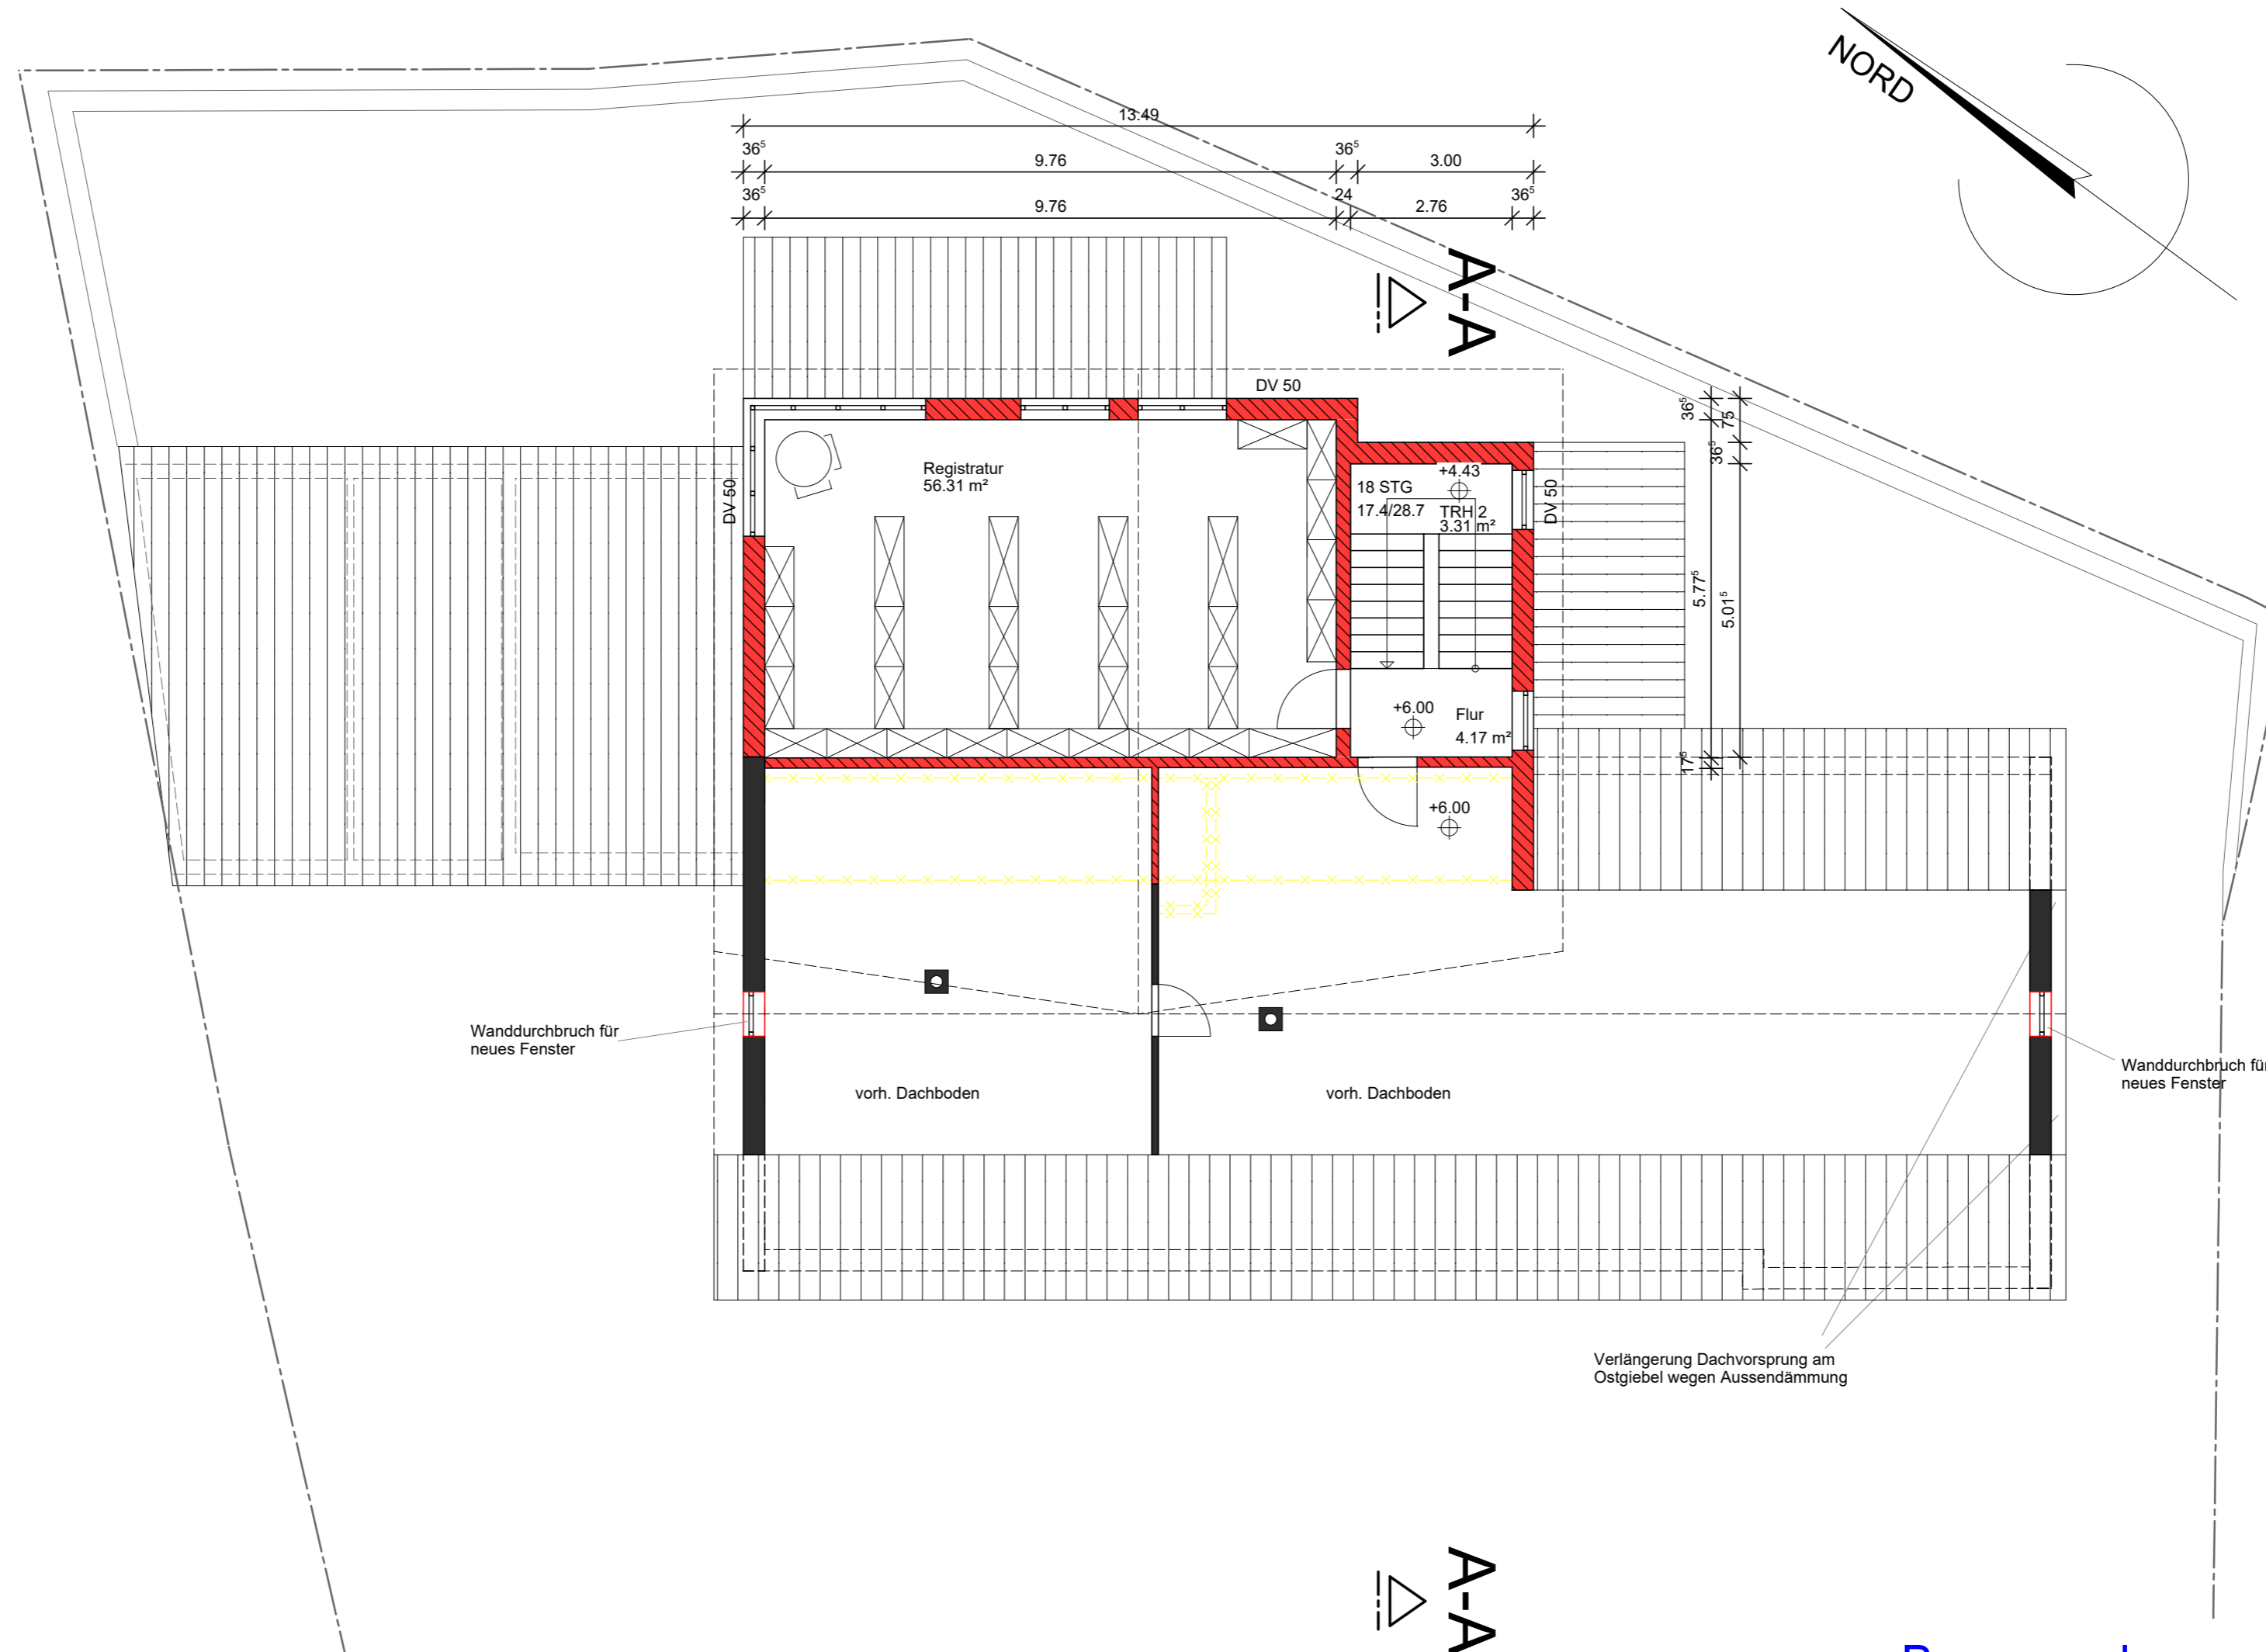 NORD
13.49
36⁵
9.76
36⁵
3.00
36⁵
9.76
24
2.76
36⁵
A-A
DV 50
36⁵
75
36⁵
Registratur
56.31 m²
DV 50
+4.43
18 STG
17.4/28.7
TRH 2
3.31 m²
DV 50
5.77⁵
5.01⁵
+6.00
Flur
4.17 m²
17⁵
+6.00
Wanddurchbruch für
neues Fenster
Wanddurchbruch für
neues Fenster
vorh. Dachboden
vorh. Dachboden
Verlängerung Dachvorsprung am
Ostgiebel wegen Aussendämmung
A-A